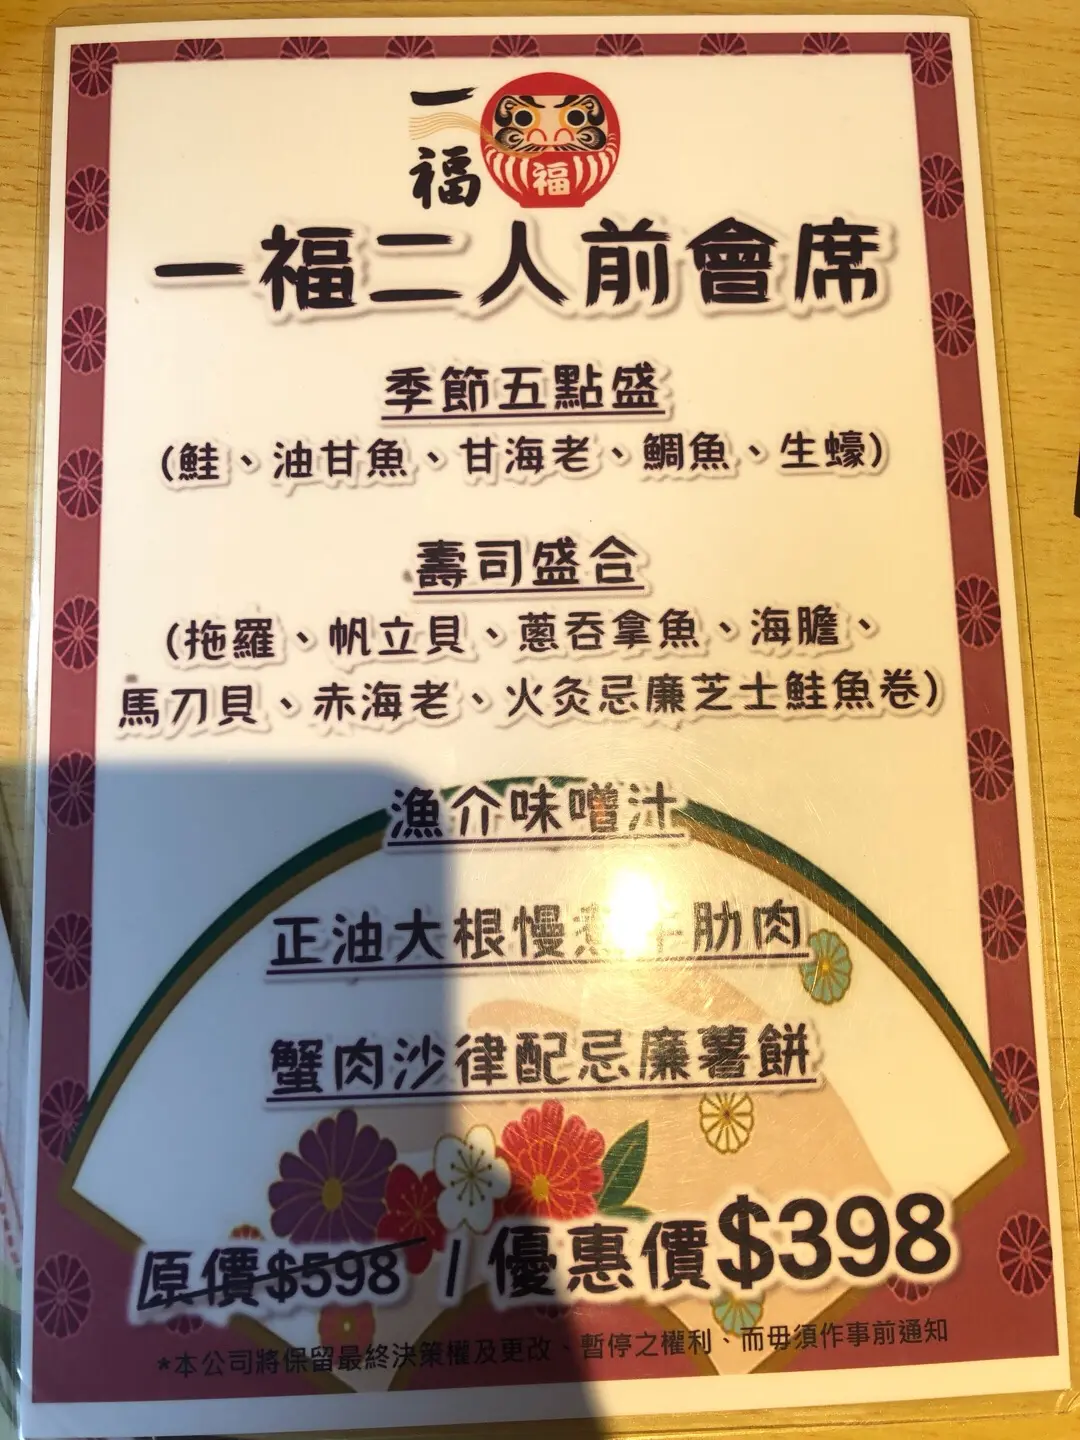 一
福
福
一福二人前會席
季節五點盛
(鮭、油甘魚、甘海老、鯛魚、生蠔)
壽司盛合
(拖羅、帆立貝、蔥吞拿魚、海膽、
馬刀貝、赤海老、火灸忌廉芝士鮭魚卷)
漁介味噌汁
正油大根慢煮牛肋肉
蟹肉沙律配忌廉薯餅
原價$598 / 優惠價$398
*本公司將保留最終決策權及更改、暫停之權利、而毋須作事前通知